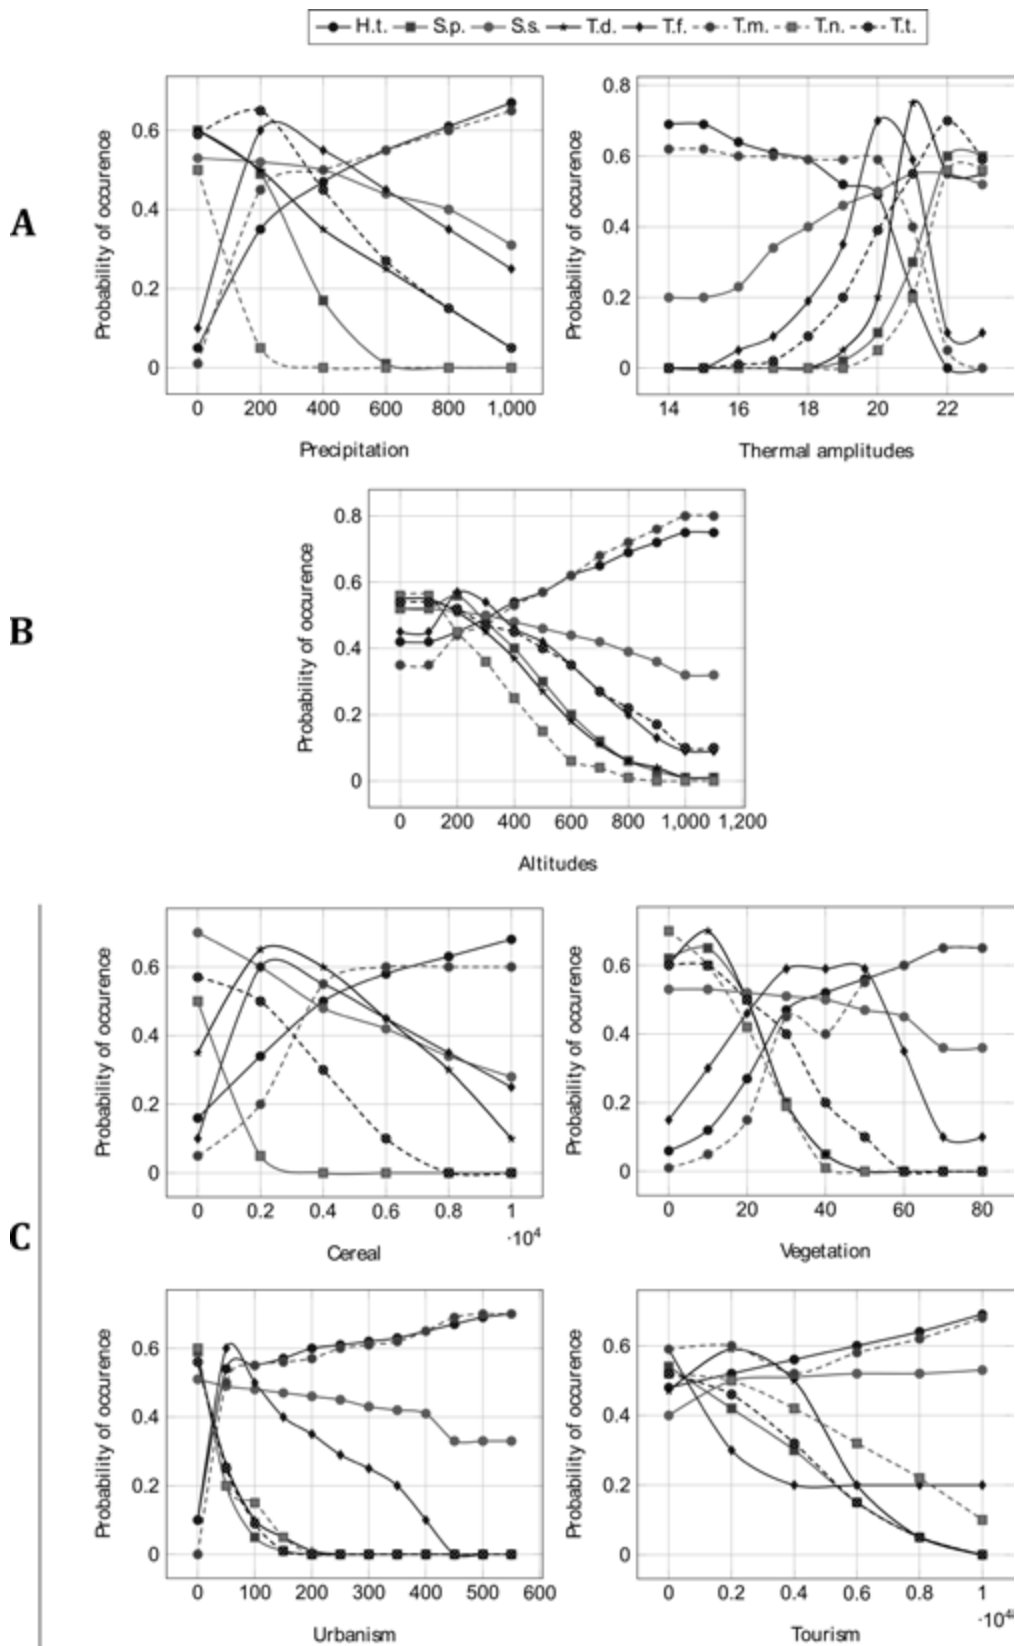 H.t. S.p. S.s. T.d. T.f. T.m. T.n. T.t.
A
Probability of occurence
0.6
0.4
0.2
0
0 200 400 600 800 1,000
Precipitation
Probability of occurence
0.8
0.6
0.4
0.2
0
14 16 18 20 22
Thermal amplitudes
B
Probability of occurence
0.8
0.6
0.4
0.2
0
0 200 400 600 800 1,000 1,200
Altitudes
C
Probability of occurence
0.6
0.4
0.2
0
0 0.2 0.4 0.6 0.8 1
·10⁴
Cereal
Probability of occurence
0.6
0.4
0.2
0
0 20 40 60 80
Vegetation
Probability of occurence
0.6
0.4
0.2
0
0 100 200 300 400 500 600
Urbanism
Probability of occurence
0.6
0.4
0.2
0
0 0.2 0.4 0.6 0.8 1
Tourism